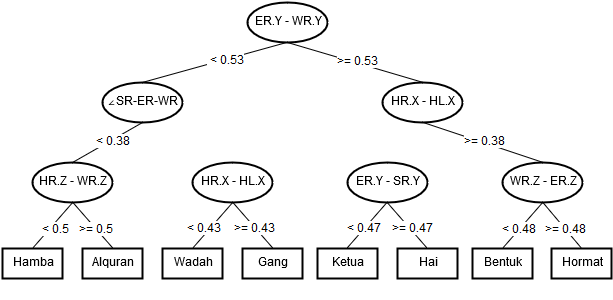 ER.Y - WR.Y
< 0.53 >= 0.53
∠SR-ER-WR HR.X - HL.X
< 0.38 >= 0.38
HR.Z - WR.Z HR.X - HL.X ER.Y - SR.Y WR.Z - ER.Z
< 0.5 >= 0.5 < 0.43 >= 0.43 < 0.47 >= 0.47 < 0.48 >= 0.48
Hamba Alquran Wadah Gang Ketua Hai Bentuk Hormat